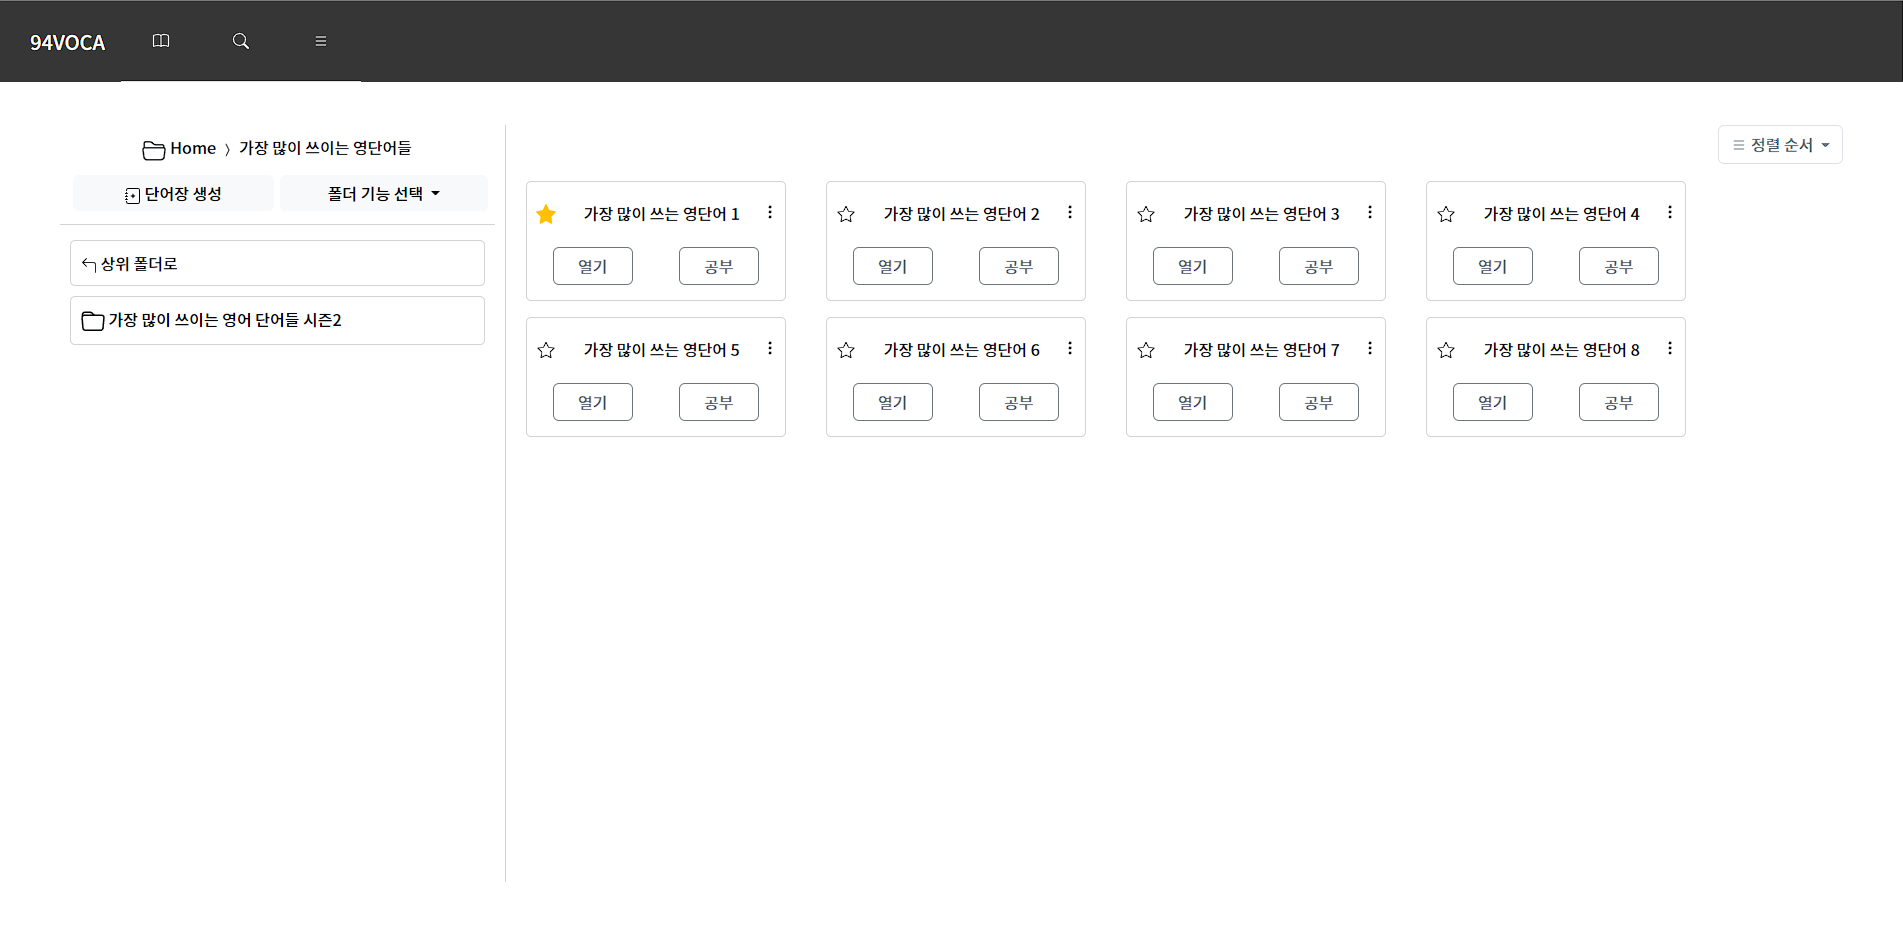 94VOCA
Home 〉 가장 많이 쓰이는 영단어들
단어장 생성
폴더 기능 선택
상위 폴더로
가장 많이 쓰이는 영어 단어들 시즌2
정렬 순서
가장 많이 쓰는 영단어 1
열기 공부
가장 많이 쓰는 영단어 2
열기 공부
가장 많이 쓰는 영단어 3
열기 공부
가장 많이 쓰는 영단어 4
열기 공부
가장 많이 쓰는 영단어 5
열기 공부
가장 많이 쓰는 영단어 6
열기 공부
가장 많이 쓰는 영단어 7
열기 공부
가장 많이 쓰는 영단어 8
열기 공부